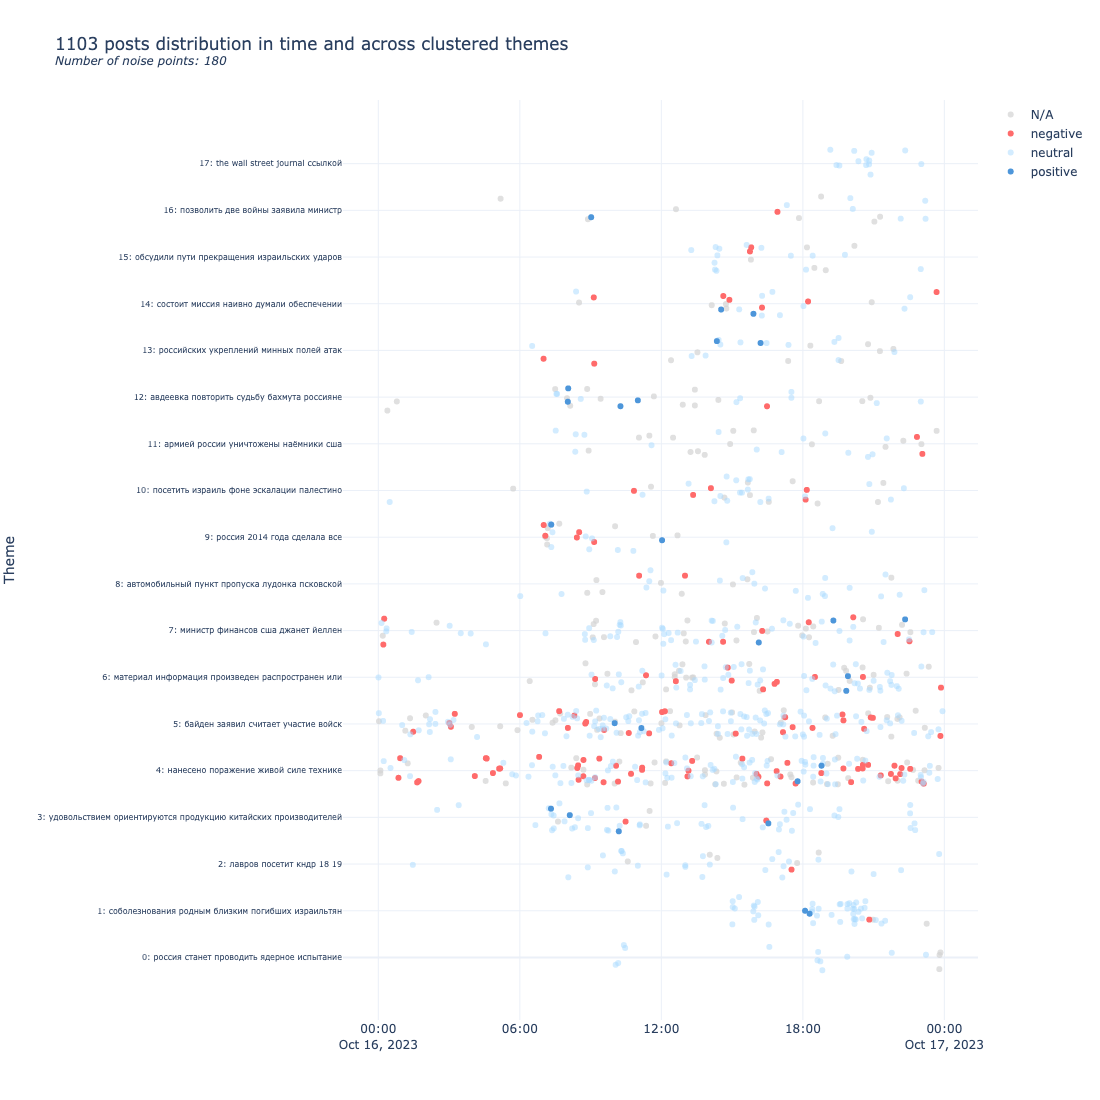 1103 posts distribution in time and across clustered themes
Number of noise points: 180
N/A
negative
neutral
positive
Theme
17: the wall street journal ссылкой
16: позволить две войны заявила министр
15: обсудили пути прекращения израильских ударов
14: состоит миссия наивно думали обеспечении
13: российских укреплений минных полей атак
12: авдеевка повторить судьбу бахмута россияне
11: армией россии уничтожены наёмники сша
10: посетить израиль фоне эскалации палестино
9: россия 2014 года сделала все
8: автомобильный пункт пропуска лудонка псковской
7: министр финансов сша джанет йеллен
6: материал информация произведен распространен или
5: байден заявил считает участие войск
4: нанесено поражение живой силе технике
3: удовольствием ориентируются продукцию китайских производителей
2: лавров посетит кндр 18 19
1: соболезнования родным близким погибших израильтян
0: россия станет проводить ядерное испытание
00:00 06:00 12:00 18:00 00:00
Oct 16, 2023 Oct 17, 2023